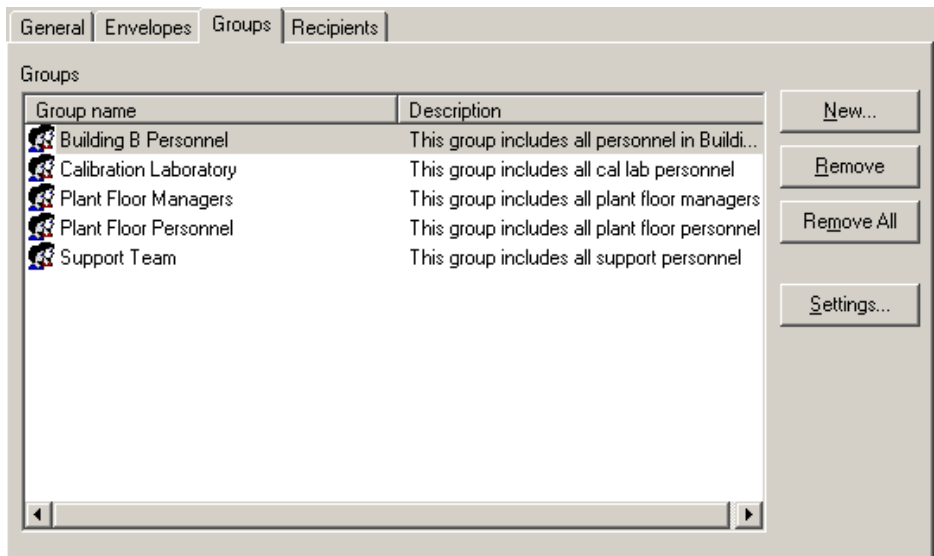 General Envelopes Groups Recipients
Groups
Group name Description
Building B Personnel This group includes all personnel in Buildi...
Calibration Laboratory This group includes all cal lab personnel
Plant Floor Managers This group includes all plant floor managers
Plant Floor Personnel This group includes all plant floor personnel
Support Team This group includes all support personnel
New...
Remove
Remove All
Settings...